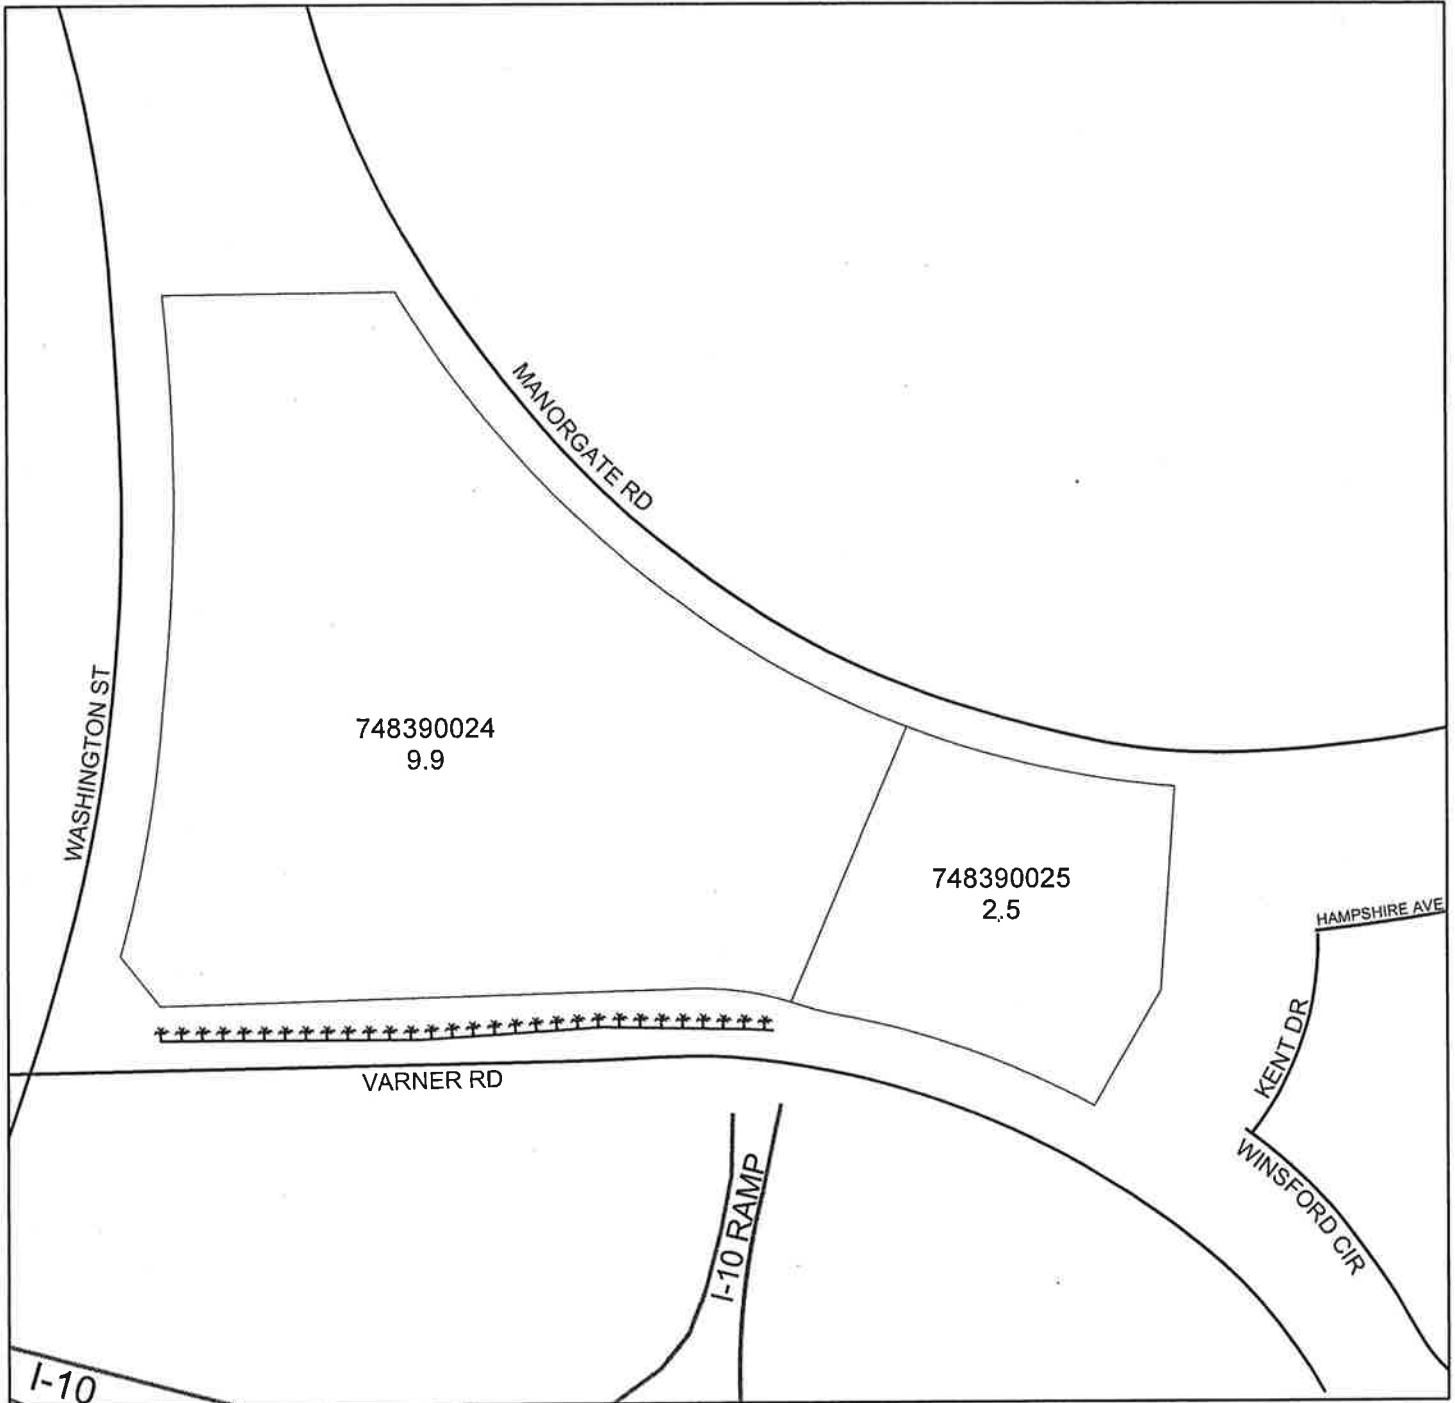 MANORGATE RD
WASHINGTON ST
748390024
9.9
748390025
2.5
HAMPSHIRE AVE
KENT DR
VARNER RD
WINSFORD CIR
I-10 RAMP
I-10